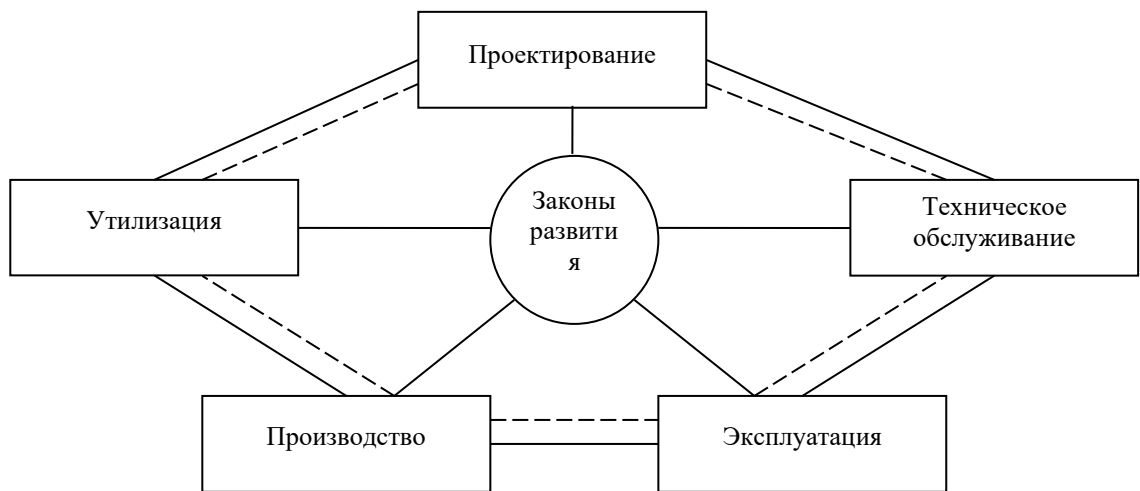 Проектирование
Утилизация
Законы
развити
я
Техническое
обслуживание
Производство
Эксплуатация